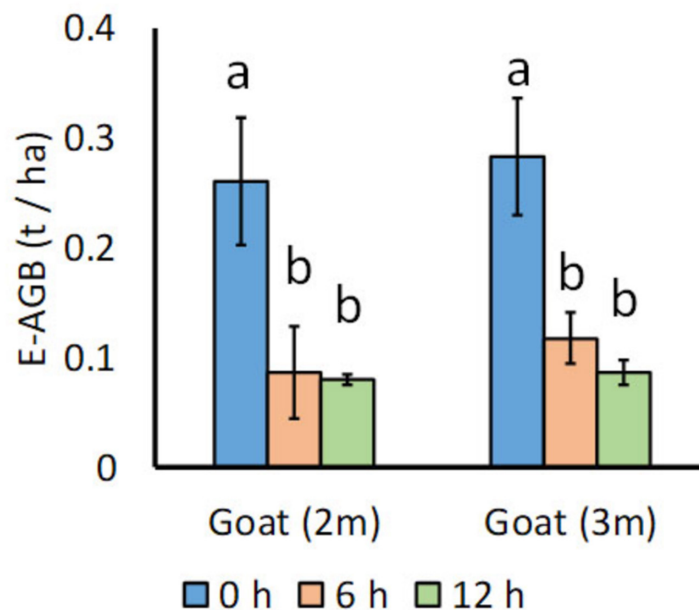 E-AGB (t / ha)
0.4
0.3
0.2
0.1
0
a
b
b
a
b
b
Goat (2m)
Goat (3m)
0 h
6 h
12 h